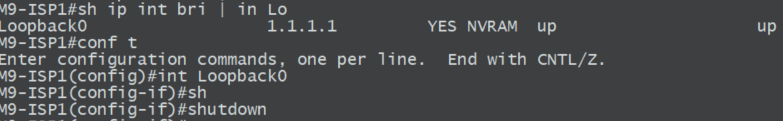 M9-ISP1#sh ip int bri | in Lo
Loopback0 1.1.1.1 YES NVRAM up up
M9-ISP1#conf t
Enter configuration commands, one per line. End with CNTL/Z.
M9-ISP1(config)#int Loopback0
M9-ISP1(config-if)#sh
M9-ISP1(config-if)#shutdown